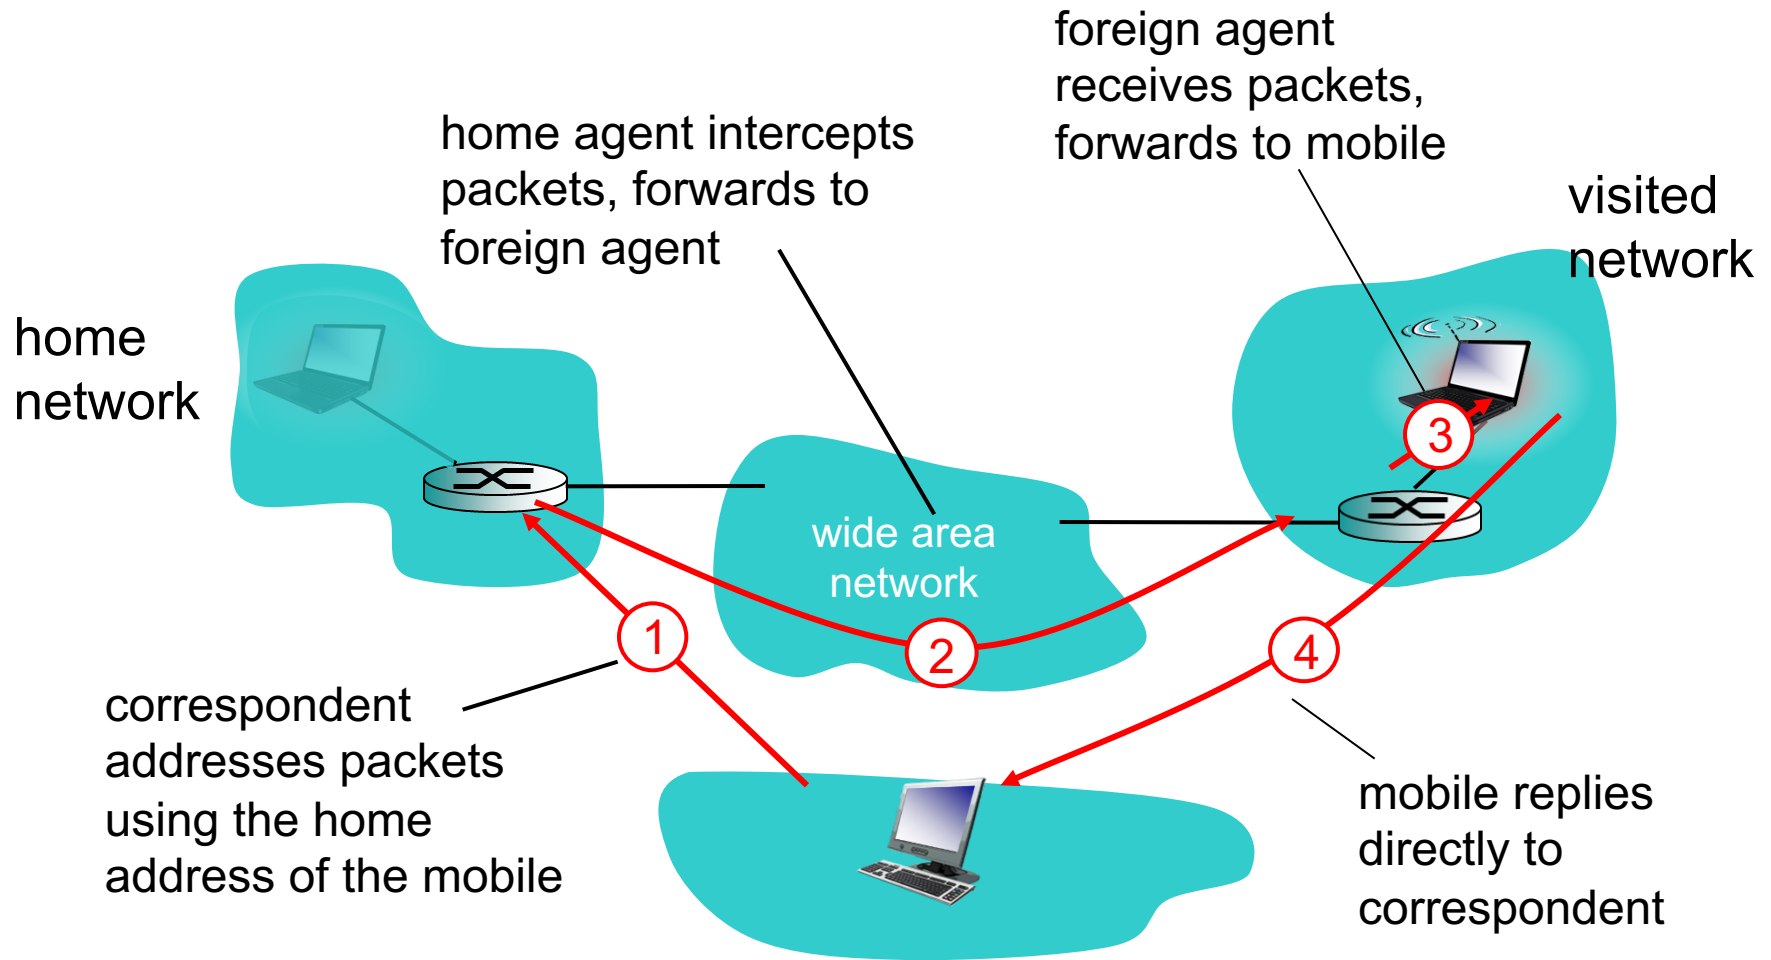 foreign agent
receives packets,
forwards to mobile
home agent intercepts
packets, forwards to
foreign agent
visited
network
home
network
3
wide area
network
1
2
4
correspondent
addresses packets
using the home
address of the mobile
mobile replies
directly to
correspondent